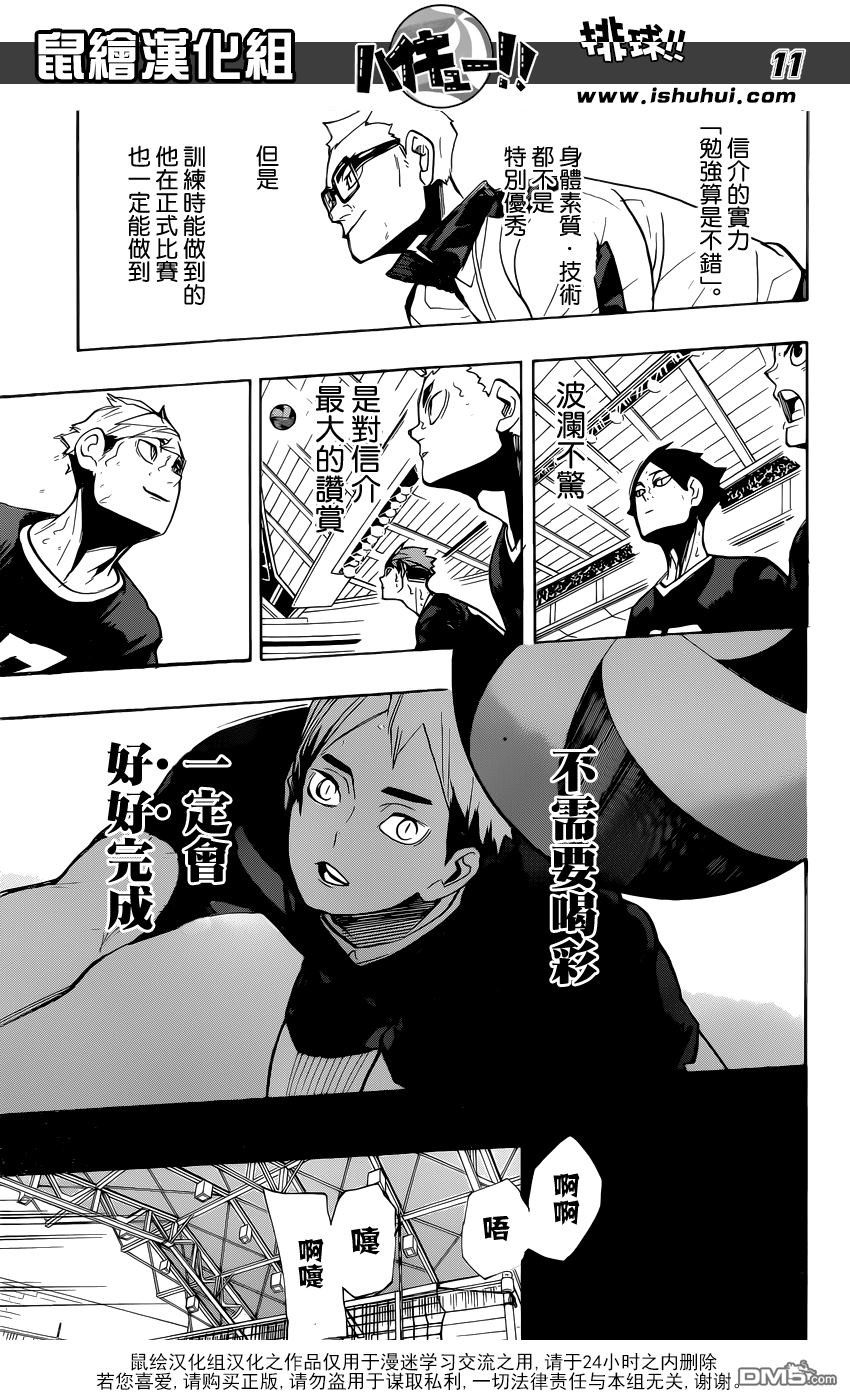 鼠繪漢化組
ハイキュー!!
排球!!
www.ishuhui.com
11
信介的實力
「勉強算是不錯」。
身體素質·技術
都不是
特別優秀
但是
訓練時能做到的
他在正式比賽
也一定能做到
波瀾不驚
是對信介
最大的讚賞
不需要喝彩
一定會
好好完成
啊啊
唔
嚏
啊嚏
鼠绘汉化组汉化之作品仅用于漫迷学习交流之用,请于24小时之内删除
若您喜爱,请购买正版,请勿用于谋取私利,一切法律责任与本组无关,谢谢。
DM5.com